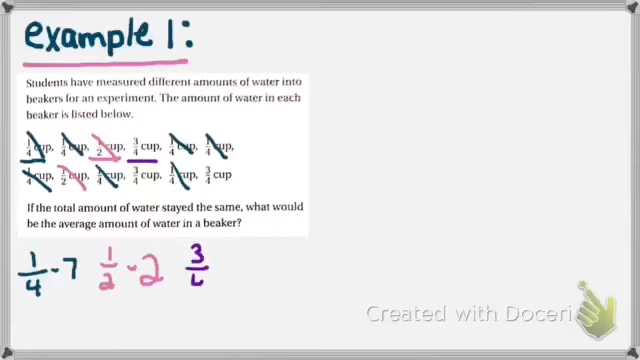 example 1:
Students have measured different amounts of water into
beakers for an experiment. The amount of water in each
beaker is listed below.
1/4 cup, 1/4 cup, 1/2 cup, 3/4 cup, 1/4 cup, 1/4 cup,
1/4 cup, 1/2 cup, 1/4 cup, 3/4 cup, 1/4 cup, 3/4 cup
If the total amount of water stayed the same, what would
be the average amount of water in a beaker?
1/4 - 7 1/2 - 2 3/
Created with Doceri